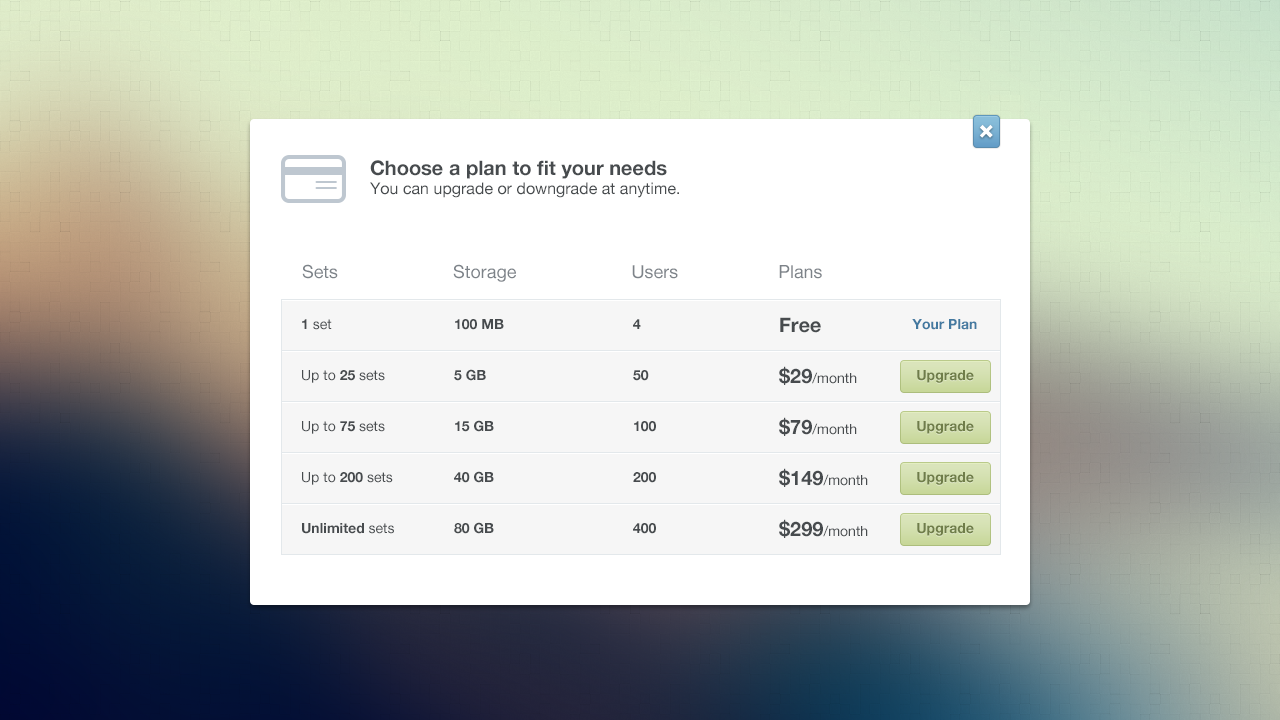 Choose a plan to fit your needs
You can upgrade or downgrade at anytime.
Sets Storage Users Plans
1 set 100 MB 4 Free Your Plan
Up to 25 sets 5 GB 50 $29/month Upgrade
Up to 75 sets 15 GB 100 $79/month Upgrade
Up to 200 sets 40 GB 200 $149/month Upgrade
Unlimited sets 80 GB 400 $299/month Upgrade